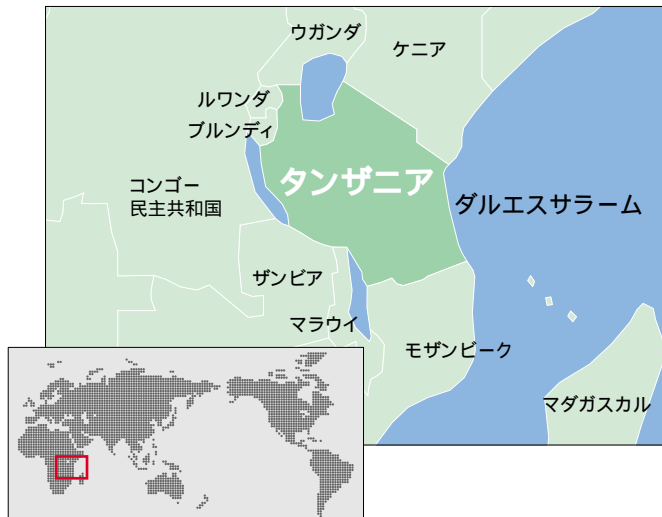 ウガンダ
ケニア
ルワンダ
ブルンディ
タンザニア
コンゴー
民主共和国
ダルエスサラーム
ザンビア
マラウイ
モザンビーク
マダガスカル